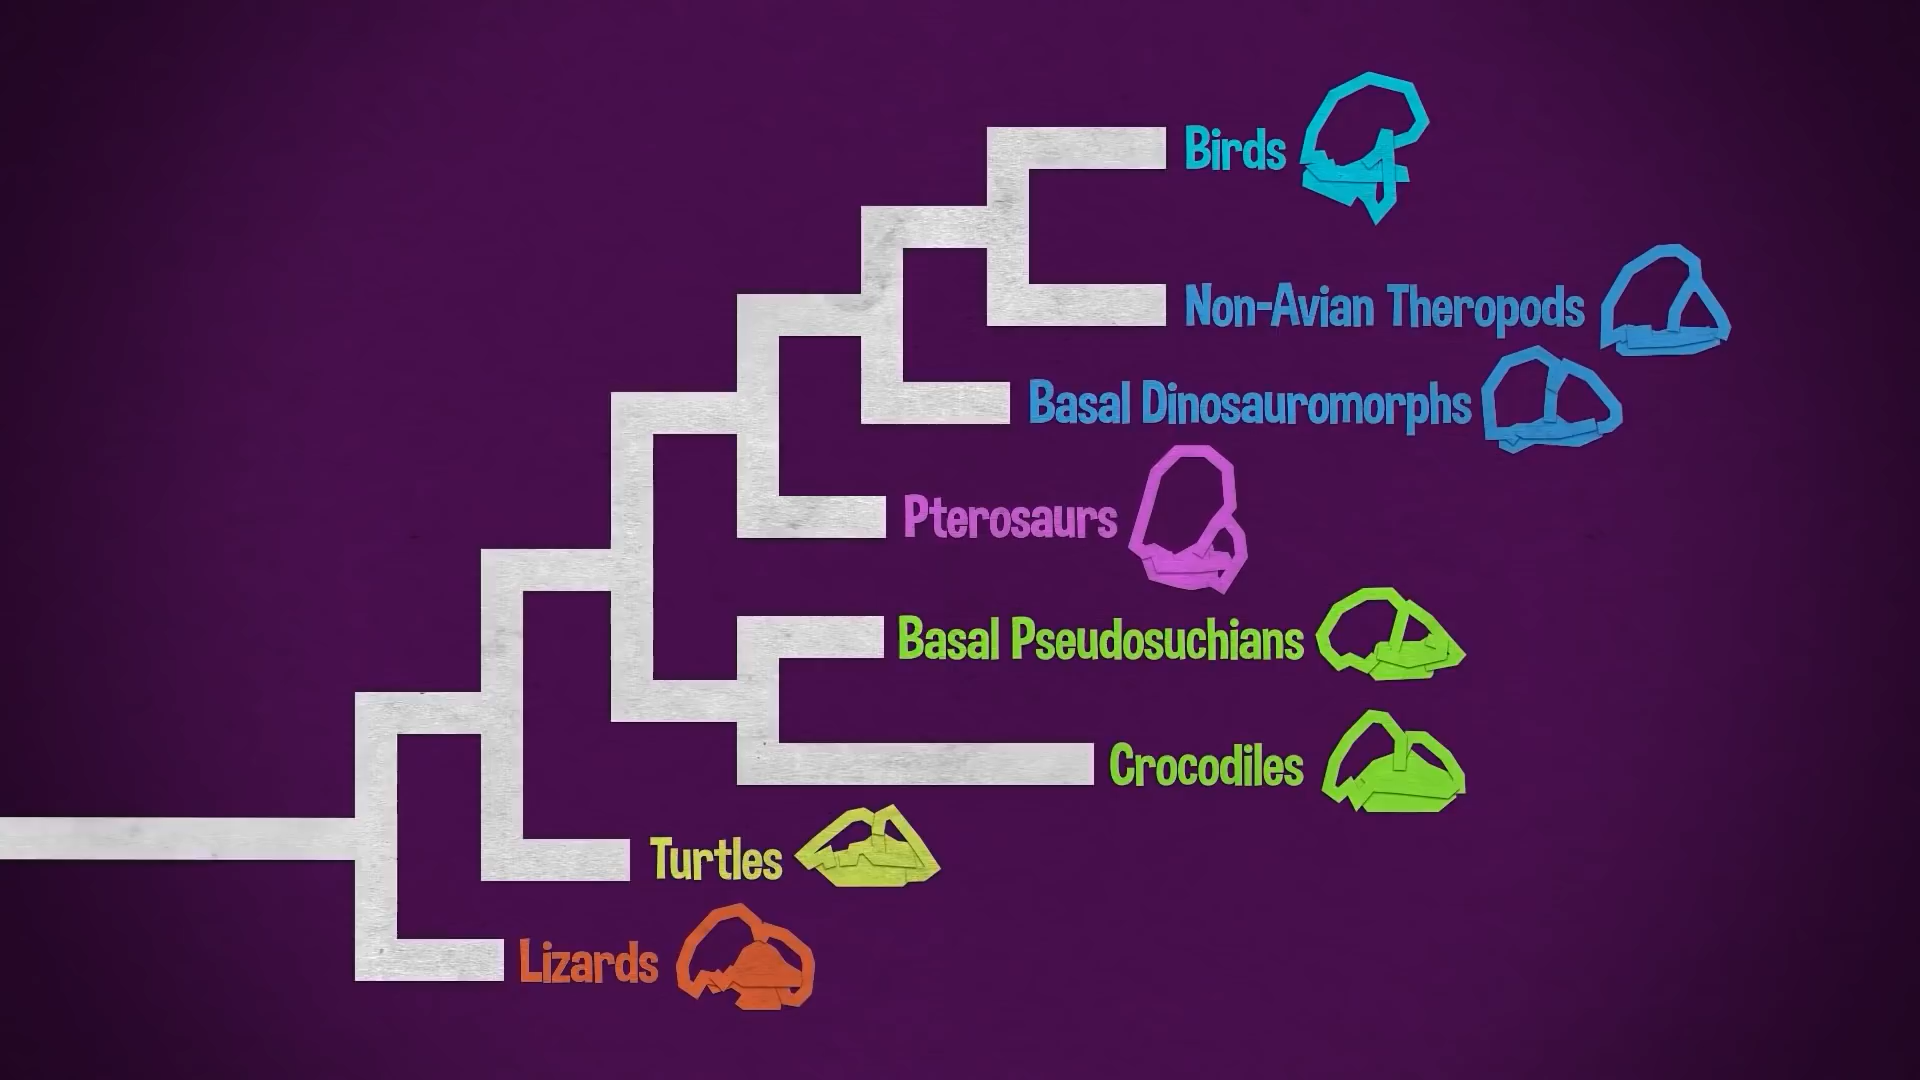 Birds
Non-Avian Theropods
Basal Dinosauromorphs
Pterosaurs
Basal Pseudosuchians
Crocodiles
Turtles
Lizards